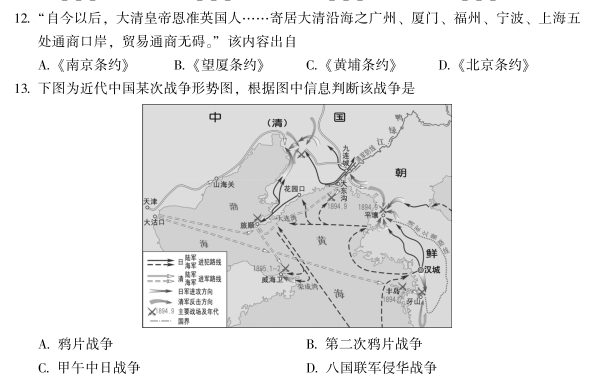 12. “自今以后，大清皇帝恩准英国人……寄居大清沿海之广州、厦门、福州、宁波、上海五
处通商口岸，贸易通商无碍。”该内容出自
A.《南京条约》 B.《望厦条约》 C.《黄埔条约》 D.《北京条约》
13. 下图为近代中国某次战争形势图，根据图中信息判断该战争是
中 (清) 国
鸭
绿
江
九连城
朝
山海关
花园口
大东沟
1894.9
1894.9
平壤
天津
大沽口
渤
海
旅顺
大连湾
黄
海
鲜
汉城
1895.1-2
威海卫
荣成湾
丰岛
牙山
日 陆军 海军 进犯路线
清 陆军 海军 进军路线
日军进攻方向
清军反击方向
1894.9 主要战场及年代
国界
A. 鸦片战争 B. 第二次鸦片战争
C. 甲午中日战争 D. 八国联军侵华战争